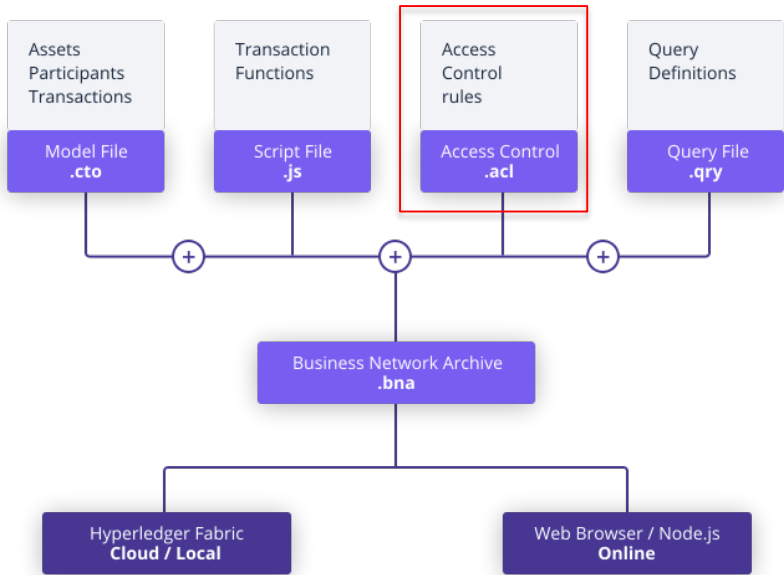 Assets
Participants
Transactions
Model File
.cto
Transaction
Functions
Script File
.js
Access
Control
rules
Access Control
.acl
Query
Definitions
Query File
.qry
Business Network Archive
.bna
Hyperledger Fabric
Cloud / Local
Web Browser / Node.js
Online